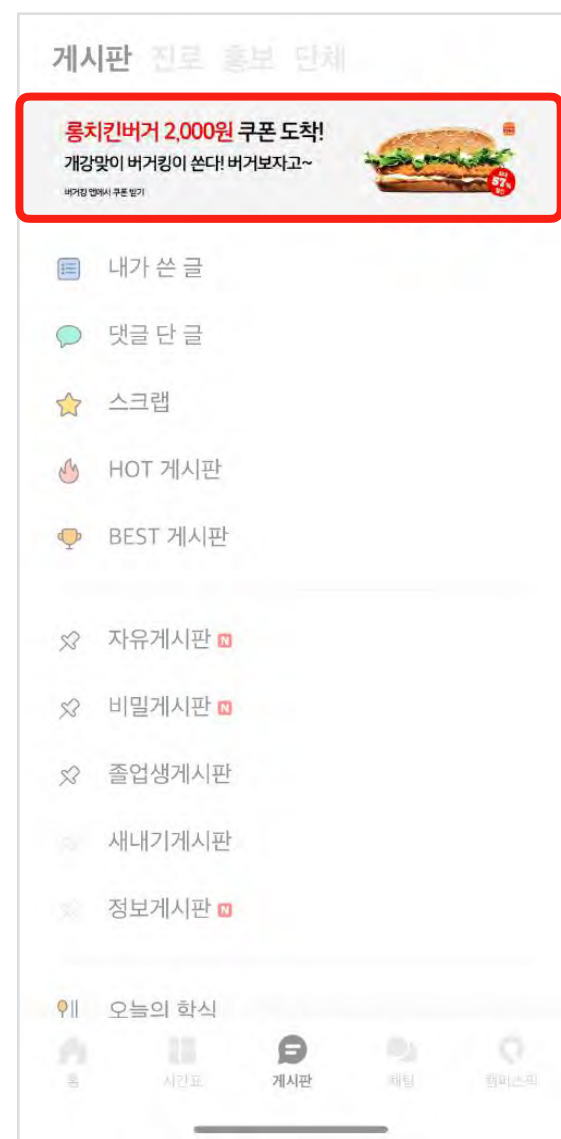 게시판 진로 홍보 단체
롱치킨버거 2,000원 쿠폰 도착!
개강맞이 버거킹이 쏜다! 버거보자고~
버거킹 앱에서 쿠폰 받기
57%
내가 쓴 글
댓글 단 글
스크랩
HOT 게시판
BEST 게시판
자유게시판 N
비밀게시판 N
졸업생게시판
새내기게시판
정보게시판 N
오늘의 학식
홈 시간표 게시판 채팅 캠퍼스픽